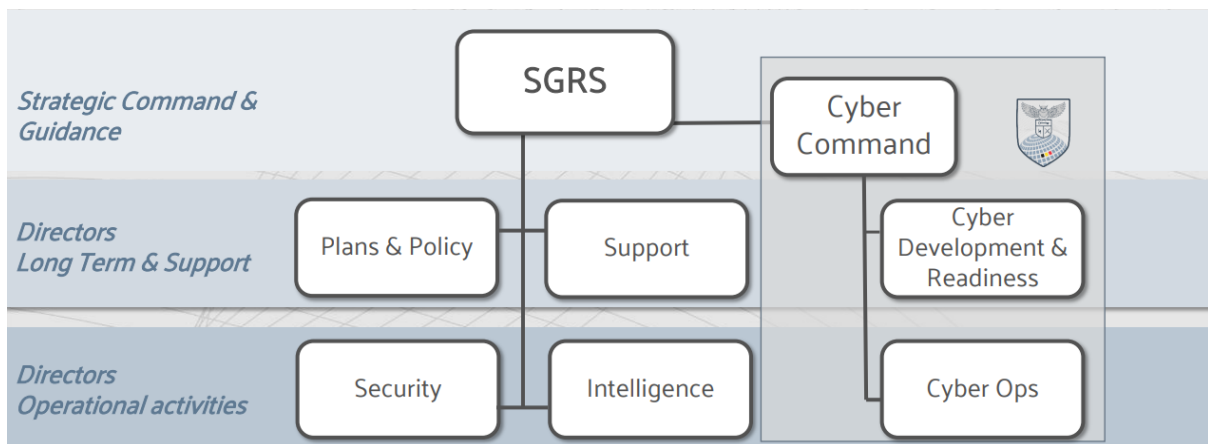 SGRS
Strategic Command &
Guidance
Cyber
Command
Directors
Long Term & Support
Plans & Policy
Support
Cyber
Development &
Readiness
Directors
Operational activities
Security
Intelligence
Cyber Ops